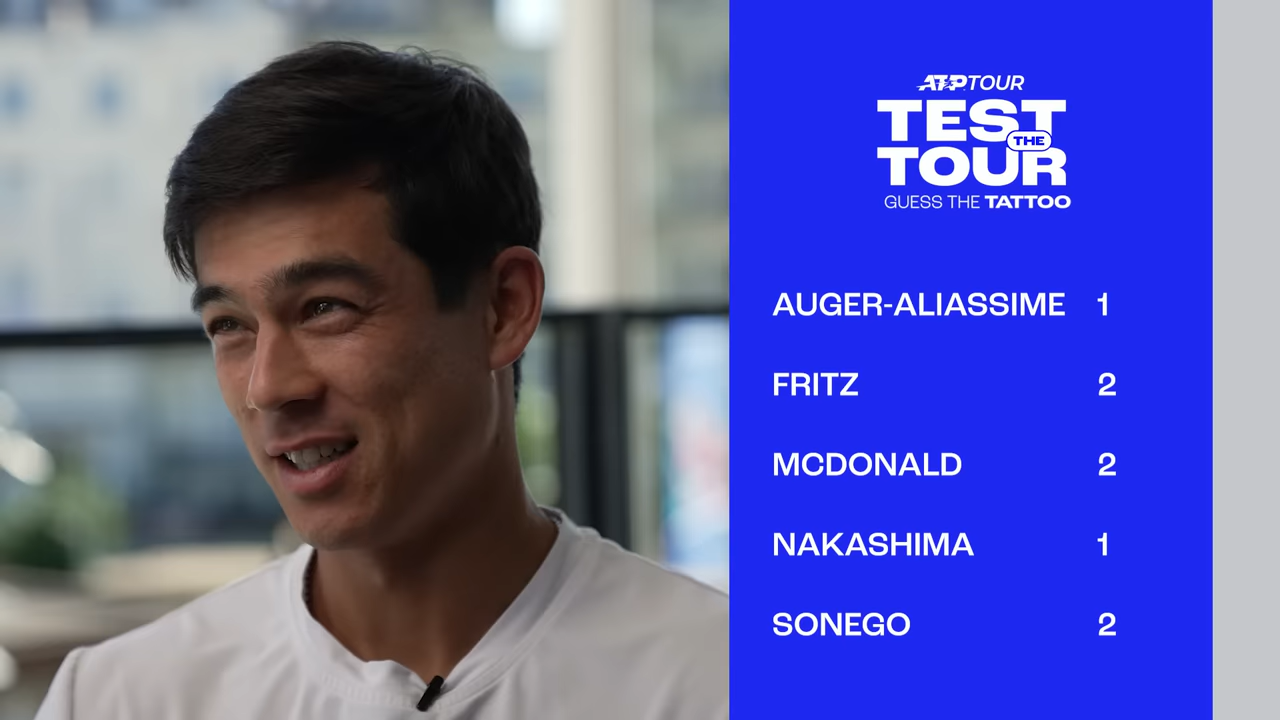 ATP TOUR
TEST
THE
TOUR
GUESS THE TATTOO
AUGER-ALIASSIME 1
FRITZ 2
MCDONALD 2
NAKASHIMA 1
SONEGO 2